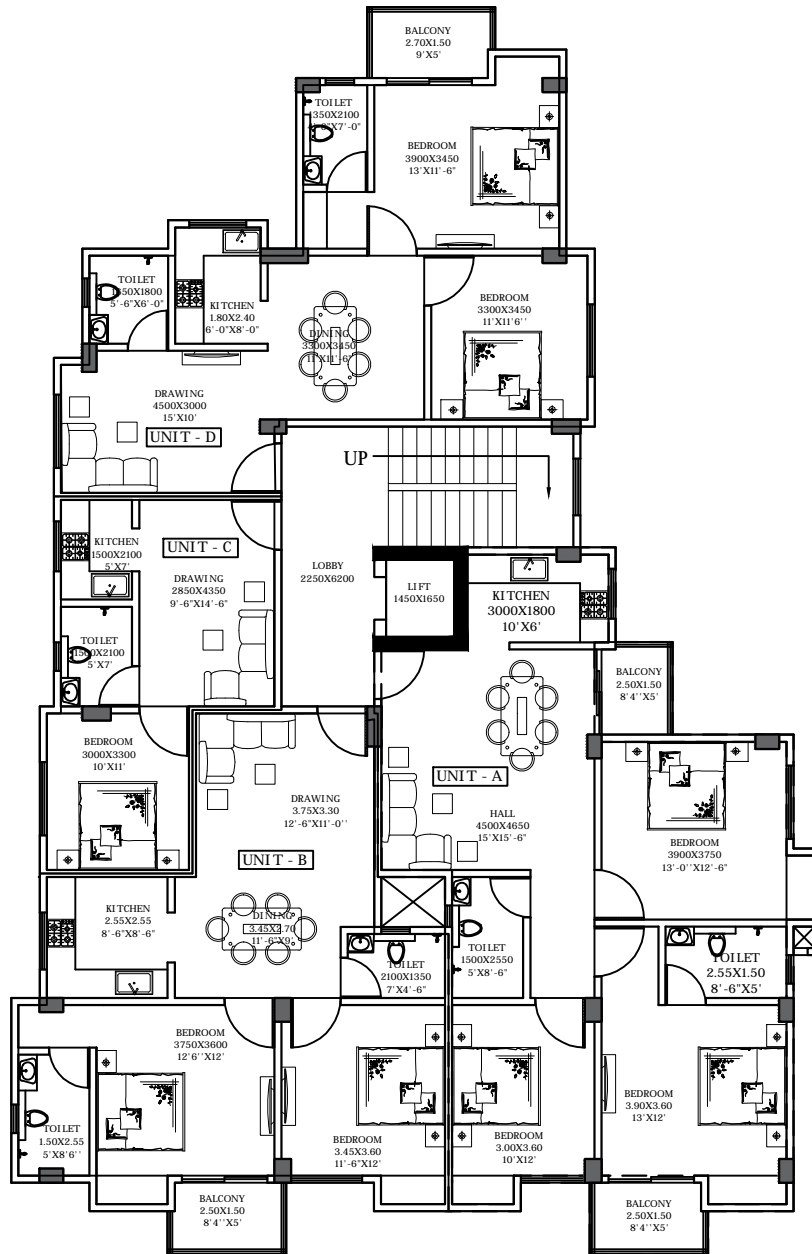 BALCONY
2.70X1.50
9'X5'
TOILET
1350X2100
BEDROOM
3900X3450
13'X11'-6"
TOILET
1650X1800
5'-6"X6'-0"
KITCHEN
1.80X2.40
6'-0"X8'-0"
DINING
3300X3450
11'X11'-6"
BEDROOM
3300X3450
11'X11'6''
DRAWING
4500X3000
15'X10'
UNIT - D
UP
KITCHEN
1500X2100
5'X7'
UNIT - C
DRAWING
2850X4350
9'-6"X14'-6"
LOBBY
2250X6200
LIFT
1450X1650
KITCHEN
3000X1800
10'X6'
TOILET
1500X2100
5'X7'
BALCONY
2.50X1.50
8'4''X5'
BEDROOM
3000X3300
10'X11'
DRAWING
3.75X3.30
12'-6"X11'-0''
UNIT - B
UNIT - A
HALL
4500X4650
15'X15'-6"
BEDROOM
3900X3750
13'-0''X12'-6"
KITCHEN
2.55X2.55
8'-6"X8'-6"
DINING
3.45X2.70
11'-6"X9'
TOILET
2100X1350
7'X4'-6"
TOILET
1500X2550
5'X8'-6"
TOILET
2.55X1.50
8'-6"X5'
BEDROOM
3750X3600
12'6''X12'
TOILET
1.50X2.55
5'X8'6''
BEDROOM
3.45X3.60
11'-6"X12'
BEDROOM
3.00X3.60
10'X12'
BEDROOM
3.90X3.60
13'X12'
BALCONY
2.50X1.50
8'4''X5'
BALCONY
2.50X1.50
8'4''X5'